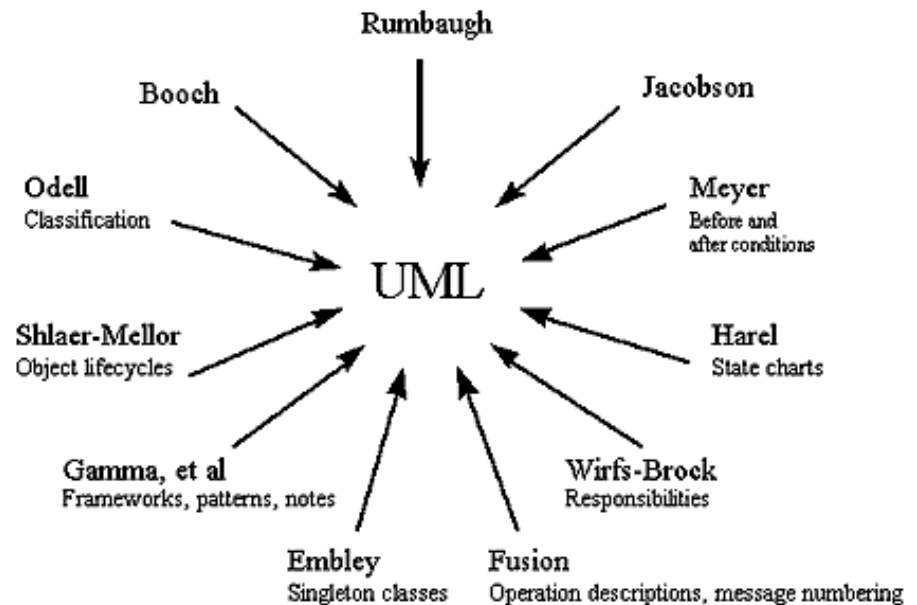 Rumbaugh
Booch
Jacobson
Odell
Classification
Meyer
Before and
after conditions
UML
Shlaer-Mellor
Object lifecycles
Harel
State charts
Gamma, et al
Frameworks, patterns, notes
Wirfs-Brock
Responsibilities
Embley
Singleton classes
Fusion
Operation descriptions, message numbering